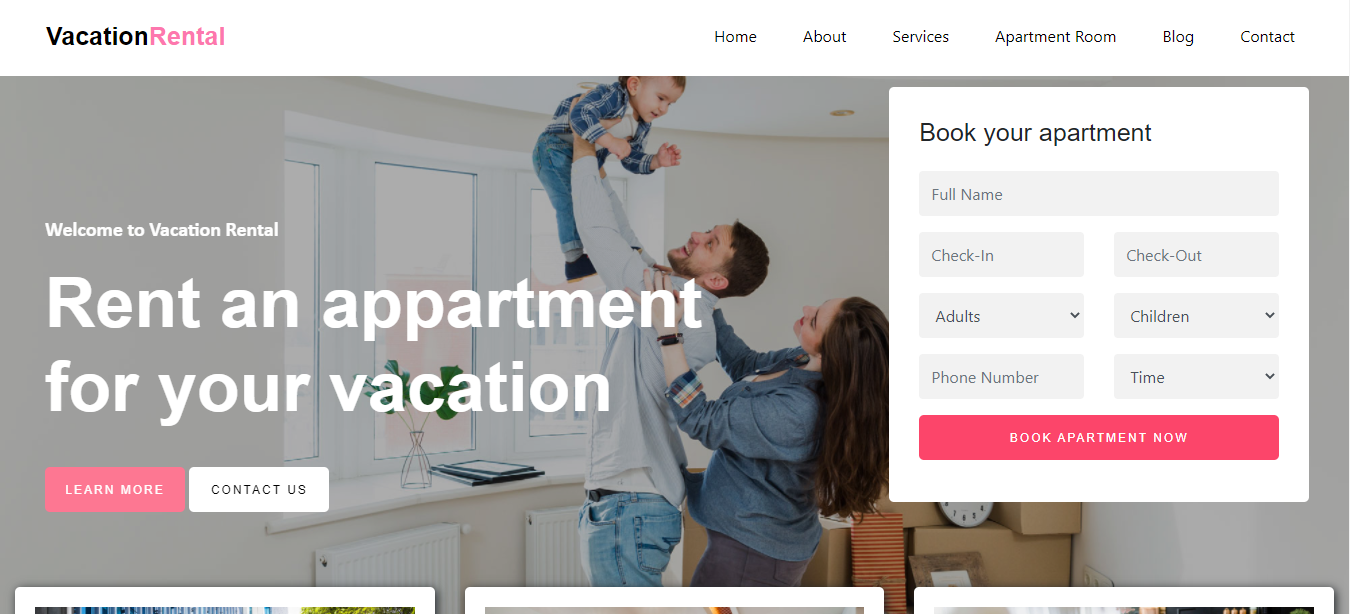 VacationRental
Home About Services Apartment Room Blog Contact
Welcome to Vacation Rental
Rent an appartment
for your vacation
LEARN MORE
CONTACT US
Book your apartment
Full Name
Check-In Check-Out
Adults Children
Phone Number Time
BOOK APARTMENT NOW